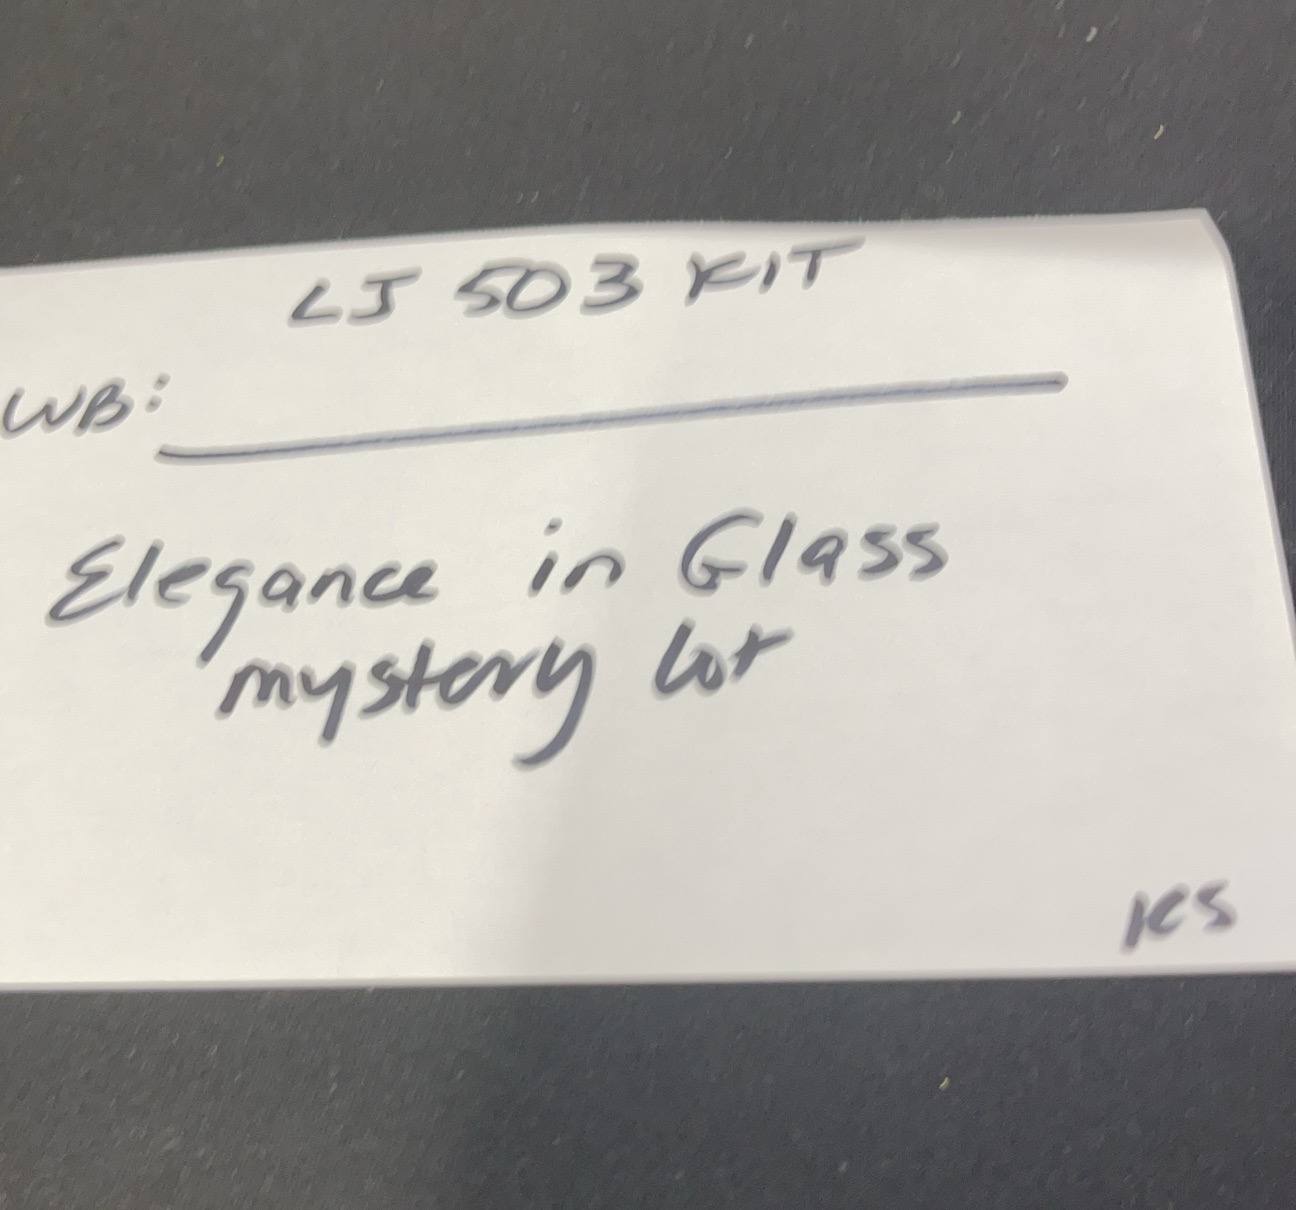 LJ 503 KIT
WB:
Elegance in Glass
mystery lot
KS